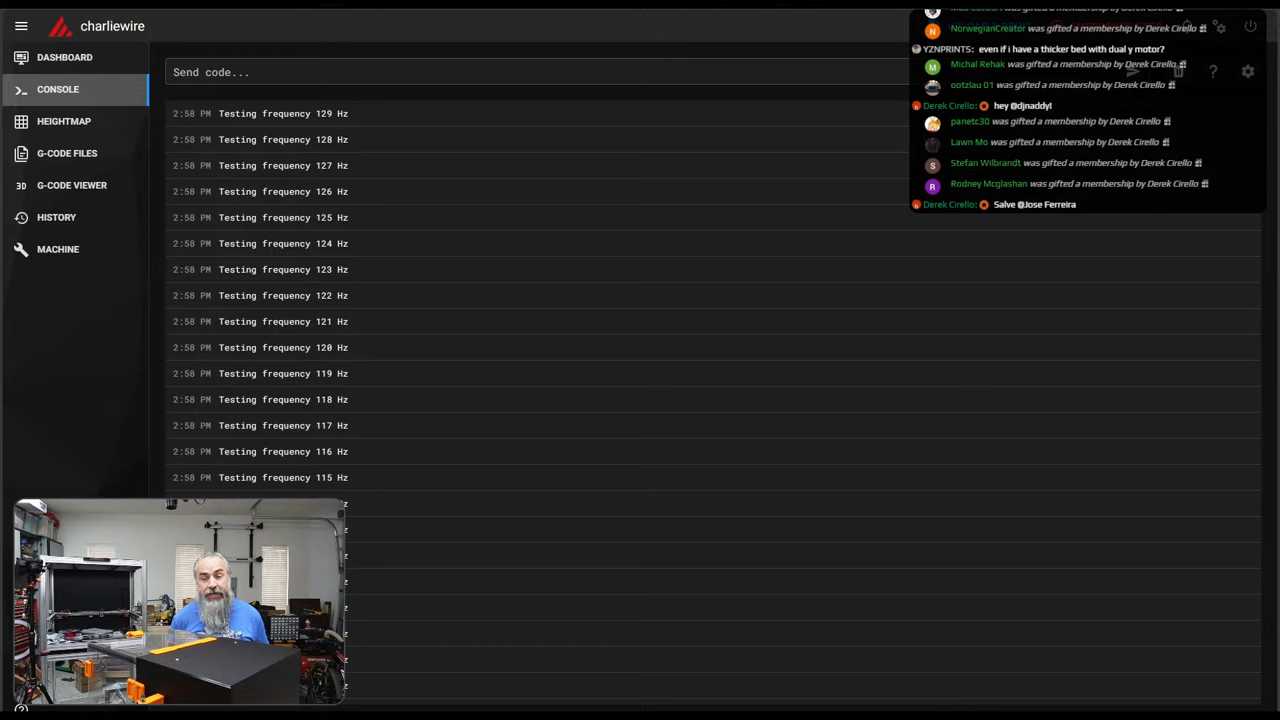 charliewire
DASHBOARD
CONSOLE
HEIGHTMAP
G-CODE FILES
3D G-CODE VIEWER
HISTORY
MACHINE
Send code...
2:58 PM Testing frequency 129 Hz
2:58 PM Testing frequency 128 Hz
2:58 PM Testing frequency 127 Hz
2:58 PM Testing frequency 126 Hz
2:58 PM Testing frequency 125 Hz
2:58 PM Testing frequency 124 Hz
2:58 PM Testing frequency 123 Hz
2:58 PM Testing frequency 122 Hz
2:58 PM Testing frequency 121 Hz
2:58 PM Testing frequency 120 Hz
2:58 PM Testing frequency 119 Hz
2:58 PM Testing frequency 118 Hz
2:58 PM Testing frequency 117 Hz
2:58 PM Testing frequency 116 Hz
2:58 PM Testing frequency 115 Hz
N NorwegianCreator was gifted a membership by Derek Cirello
YZNPRINTS: even if i have a thicker bed with dual y motor?
M Michal Rehak was gifted a membership by Derek Cirello
ootzlau 01 was gifted a membership by Derek Cirello
Derek Cirello: hey @djnaddy!
panetc30 was gifted a membership by Derek Cirello
Lawn Mo was gifted a membership by Derek Cirello
S Stefan Wilbrandt was gifted a membership by Derek Cirello
R Rodney Mcglashan was gifted a membership by Derek Cirello
Derek Cirello: Salve @Jose Ferreira